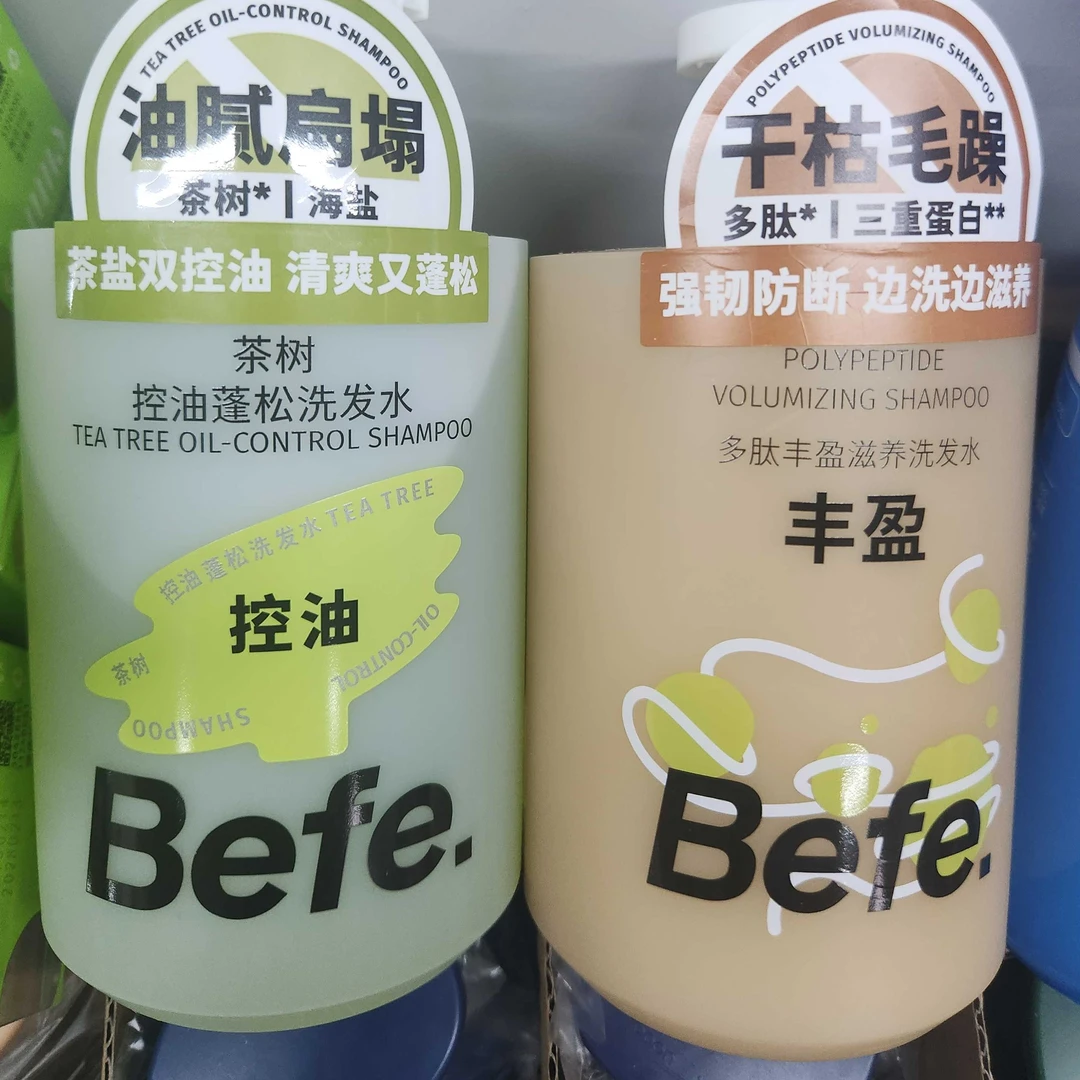 TEA TREE OIL-CONTROL SHAMPOO
油腻扁塌
茶树*|海盐
茶盐双控油 清爽又蓬松
茶树
控油蓬松洗发水
TEA TREE OIL-CONTROL SHAMPOO
控油蓬松洗发水 TEA TREE
控油
OIL-CONTROL
茶树
SHAMPOO
Befe.
POLYPEPTIDE VOLUMIZING SHAMPOO
干枯毛躁
多肽*|三重蛋白**
强韧防断 边洗边滋养
POLYPEPTIDE
VOLUMIZING SHAMPOO
多肽丰盈滋养洗发水
丰盈
Befe.